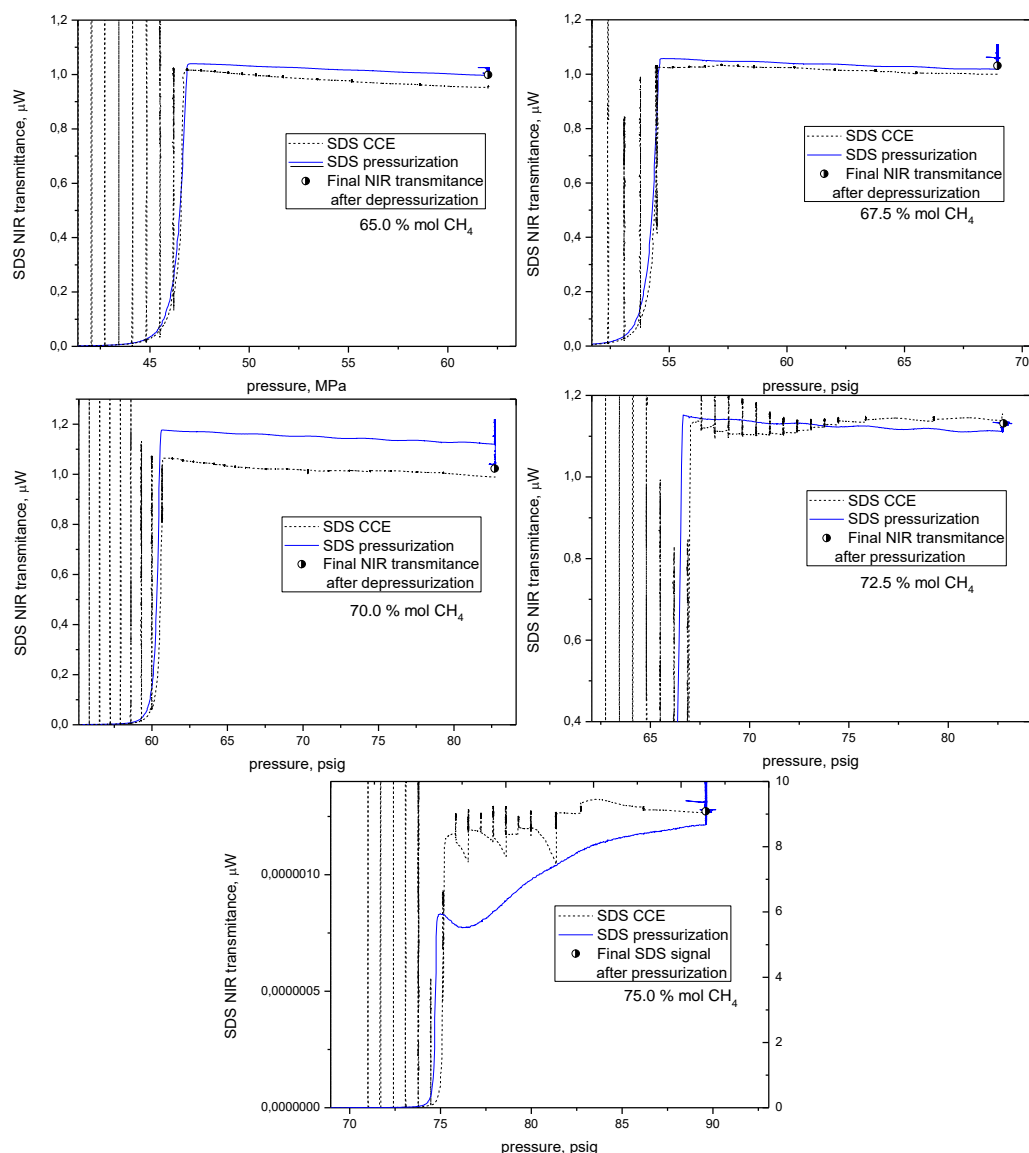 1,2
1,0
0,8
0,6
0,4
0,2
0,0
SDS NIR transmittance, μW
SDS CCE
SDS pressurization
Final NIR transmitance
after depressurization
65.0 % mol CH4
45 50 55 60
pressure, MPa
1,2
1,0
0,8
0,6
0,4
0,2
0,0
SDS NIR transmitance, μW
SDS CCE
SDS pressurization
Final NIR transmitance
after depressurization
67.5 % mol CH4
55 60 65 70
pressure, psig
1,2
1,0
0,8
0,6
0,4
0,2
0,0
SDS NIR transmitance, μW
SDS CCE
SDS pressurization
Final NIR transmitance
after depressurization
70.0 % mol CH4
60 65 70 75 80
pressure, psig
1,2
1,1
0,9
0,8
0,6
0,5
0,4
SDS NIR transmitance, μW
SDS CCE
SDS pressurization
Final NIR transmitance
after pressurization
72.5 % mol CH4
65 70 75 80
pressure, psig
0,0000010
0,0000005
0,0000000
SDS NIR transmitance, μW
SDS CCE
SDS pressurization
Final SDS signal
after pressurization
75.0 % mol CH4
10
8
6
4
2
0
70 75 80 85 90
pressure, psig